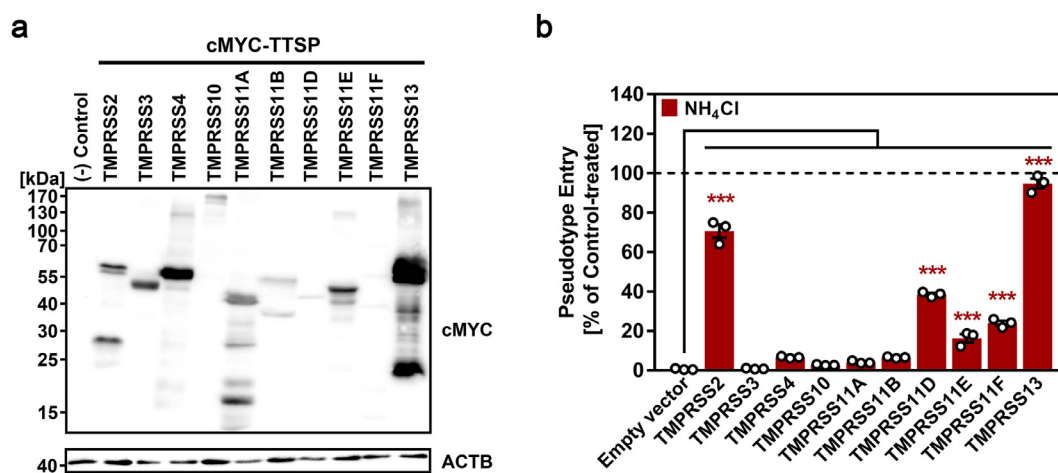 a
cMYC-TTSP
(-) Control
TMPRSS2
TMPRSS3
TMPRSS4
TMPRSS10
TMPRSS11A
TMPRSS11B
TMPRSS11D
TMPRSS11E
TMPRSS11F
TMPRSS13
[kDa]
170
130
100
70
55
40
30
25
15
cMYC
40
ACTB
b
NH₄Cl
Pseudotype Entry
[% of Control-treated]
140
120
100
80
60
40
20
0
***
***
***
***
***
Empty vector
TMPRSS2
TMPRSS3
TMPRSS4
TMPRSS10
TMPRSS11A
TMPRSS11B
TMPRSS11D
TMPRSS11E
TMPRSS11F
TMPRSS13